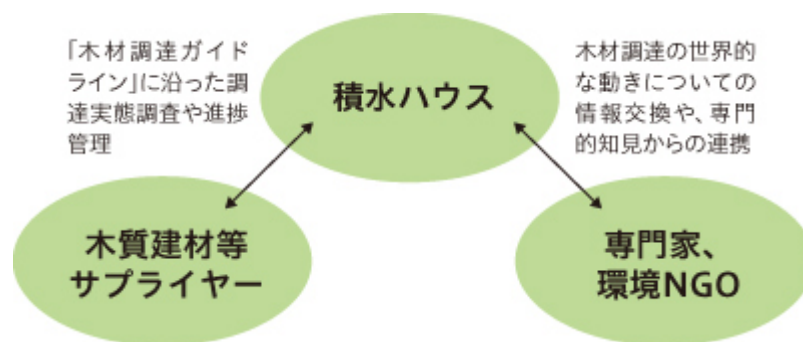 「木材調達ガイド
ライン」に沿った調
達実態調査や進捗
管理
積水ハウス
木材調達の世界的
な動きについての
情報交換や、専門
的知見からの連携
木質建材等
サプライヤー
専門家、
環境NGO